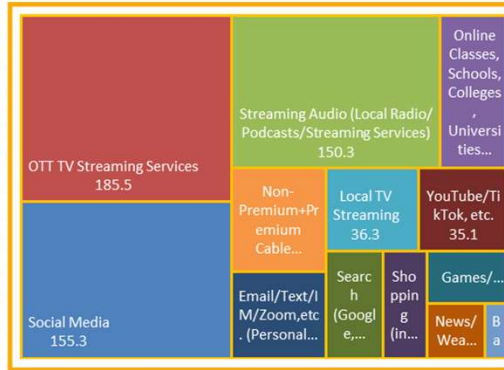 OTT TV Streaming Services
185.5
Social Media
155.3
Streaming Audio (Local Radio/
Podcasts/Streaming Services)
150.3
Online
Classes,
Schools,
Colleges
,
Universi
ties...
Non-
Premium+Pr
emium
Cable...
Local TV
Streaming
36.3
YouTube/Ti
kTok, etc.
35.1
Email/Text/I
M/Zoom,etc
. (Personal...
Searc
h
(Google,...
Sho
ppin
g
(in...
Games/...
News/
Wea...
B
a